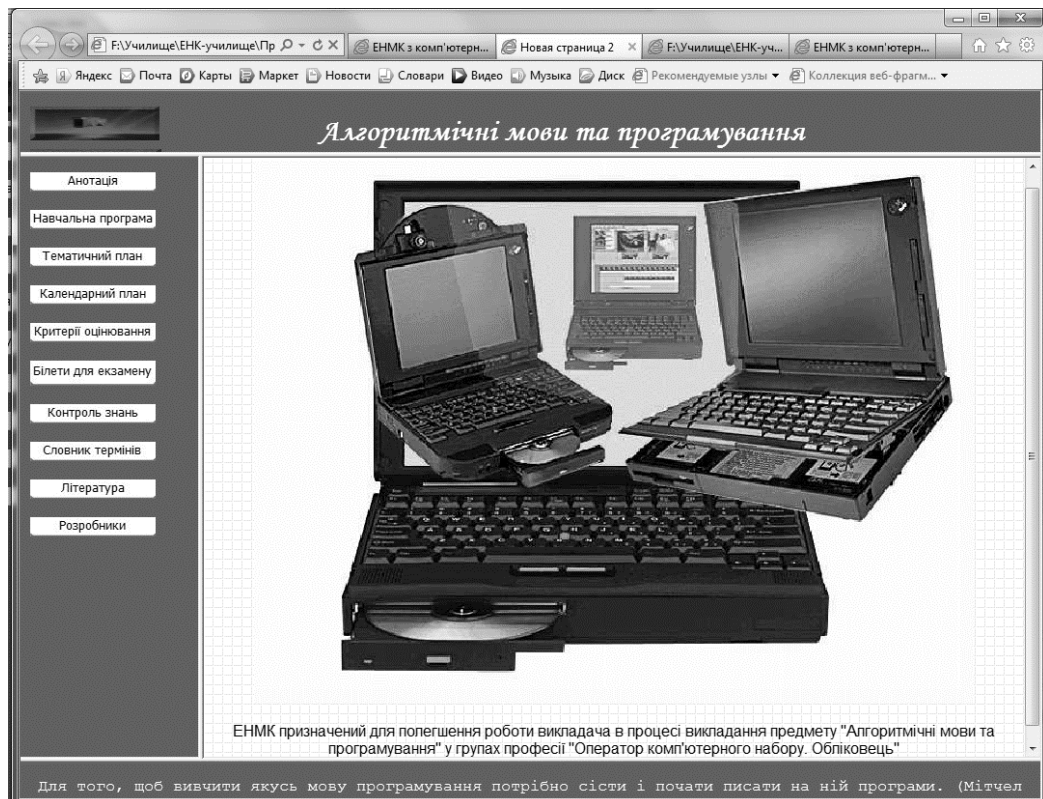 F:\Училище\ЕНК-училище\Пр
ЕНМК з комп'ютерн...
Новая страница 2
F:\Училище\ЕНК-уч...
ЕНМК з комп'ютерн...
Яндекс Почта Карты Маркет Новости Словари Видео Музыка Диск Рекомендуемые узлы Коллекция веб-фрагм...
Алгоритмічні мови та програмування
Анотація
Навчальна програма
Тематичний план
Календарний план
Критерії оцінювання
Білети для екзамену
Контроль знань
Словник термінів
Література
Розробники
ЕНМК призначений для попегшення роботи викладача в процесі викладання предмету "Алгоритмічні мови та
програмування" у групах професії "Оператор комп'ютерного набору. Обліковець"
Для того, щоб вивчити якусь мову програмування потрібно сісти і почати писати на ній програми. (Мітчел